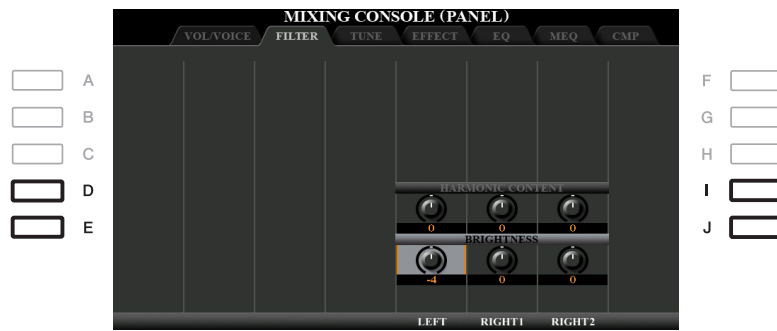 MIXING CONSOLE (PANEL)
VOL/VOICE FILTER TUNE EFFECT EQ MEQ CMP
A F
B G
C H
D I
E J
HARMONIC CONTENT
0 0 0
BRIGHTNESS
-4 0 0
LEFT RIGHT1 RIGHT2